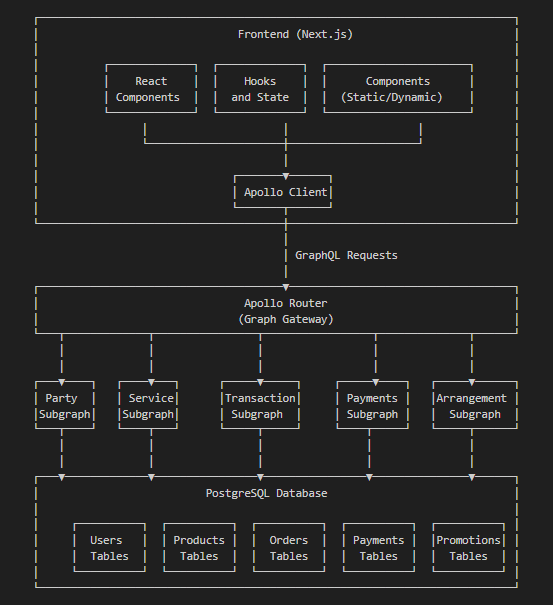 Frontend (Next.js)
React Hooks Components
Components and State (Static/Dynamic)
Apollo Client
GraphQL Requests
Apollo Router
(Graph Gateway)
Party Service Transaction Payments Arrangement
Subgraph Subgraph Subgraph Subgraph Subgraph
PostgreSQL Database
Users Products Orders Payments Promotions
Tables Tables Tables Tables Tables